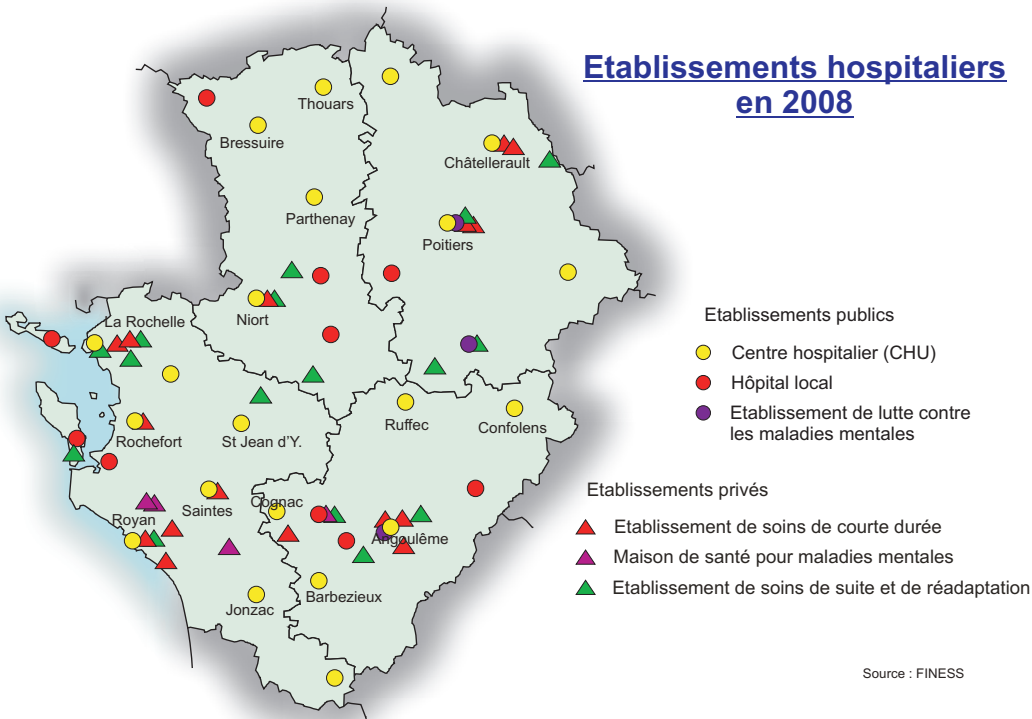 Etablissements hospitaliers
en 2008
Thouars
Bressuire
Châtellerault
Parthenay
Poitiers
Niort
La Rochelle
Rochefort
St Jean d'Y.
Ruffec
Confolens
Saintes
Cognac
Royan
Angoulême
Jonzac
Barbezieux
Etablissements publics
Centre hospitalier (CHU)
Hôpital local
Etablissement de lutte contre
les maladies mentales
Etablissements privés
Etablissement de soins de courte durée
Maison de santé pour maladies mentales
Etablissement de soins de suite et de réadaptation
Source : FINESS